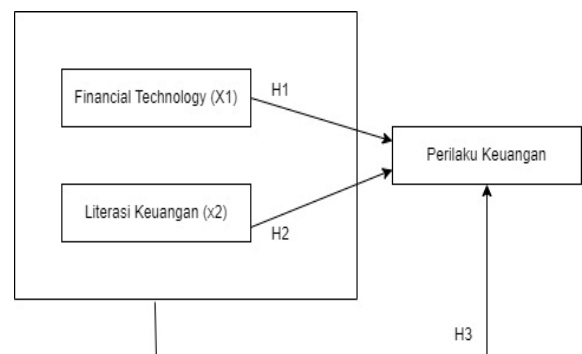 Financial Technology (X1)
H1
Perilaku Keuangan
Literasi Keuangan (x2)
H2
H3